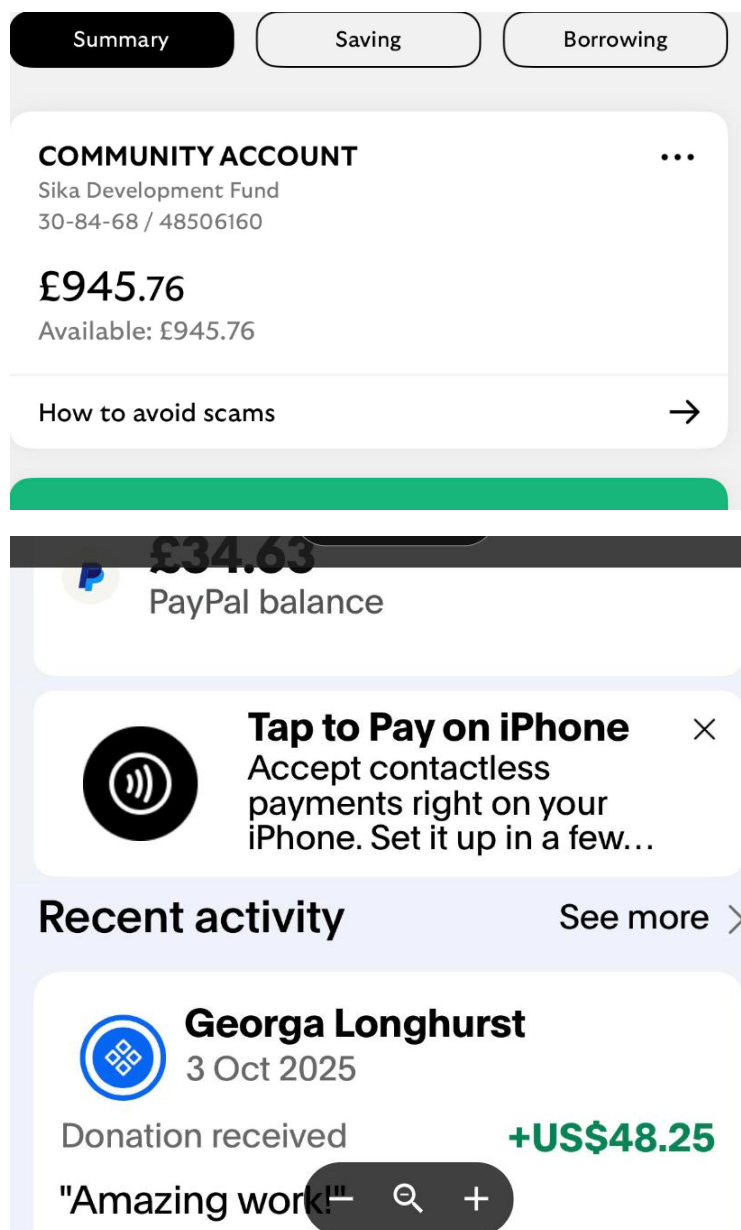 Summary
Saving
Borrowing
COMMUNITY ACCOUNT
Sika Development Fund
30-84-68 / 48506160
£945.76
Available: £945.76
How to avoid scams
£34.63
PayPal balance
Tap to Pay on iPhone
Accept contactless
payments right on your
iPhone. Set it up in a few...
Recent activity
See more
Georga Longhurst
3 Oct 2025
Donation received
+US$48.25
"Amazing work!"